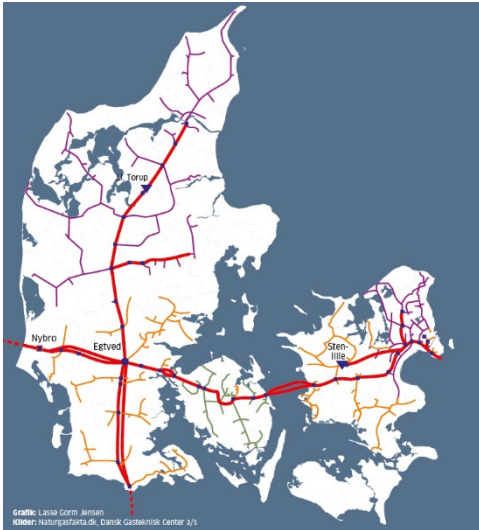 Ll. Torup
Nybro
Egtved
Sten-
lille
Grafik: Lasse Gorm Jensen
Kilder: Naturgasfakta.dk, Dansk Gasteknisk Center a/s